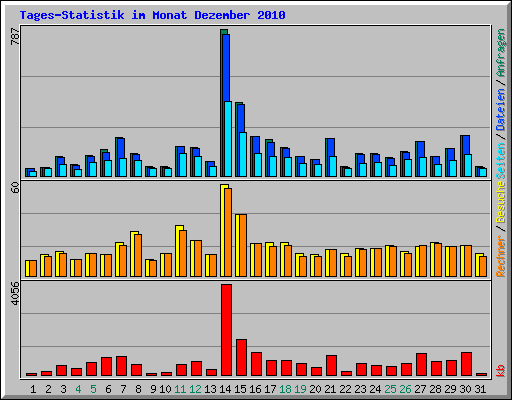 Tages-Statistik im Monat Dezember 2010
787
60
4056
Rechner / Besuche Seiten / Dateien / Anfragen
kb
1 2 3 4 5 6 7 8 9 10 11 12 13 14 15 16 17 18 19 20 21 22 23 24 25 26 27 28 29 30 31